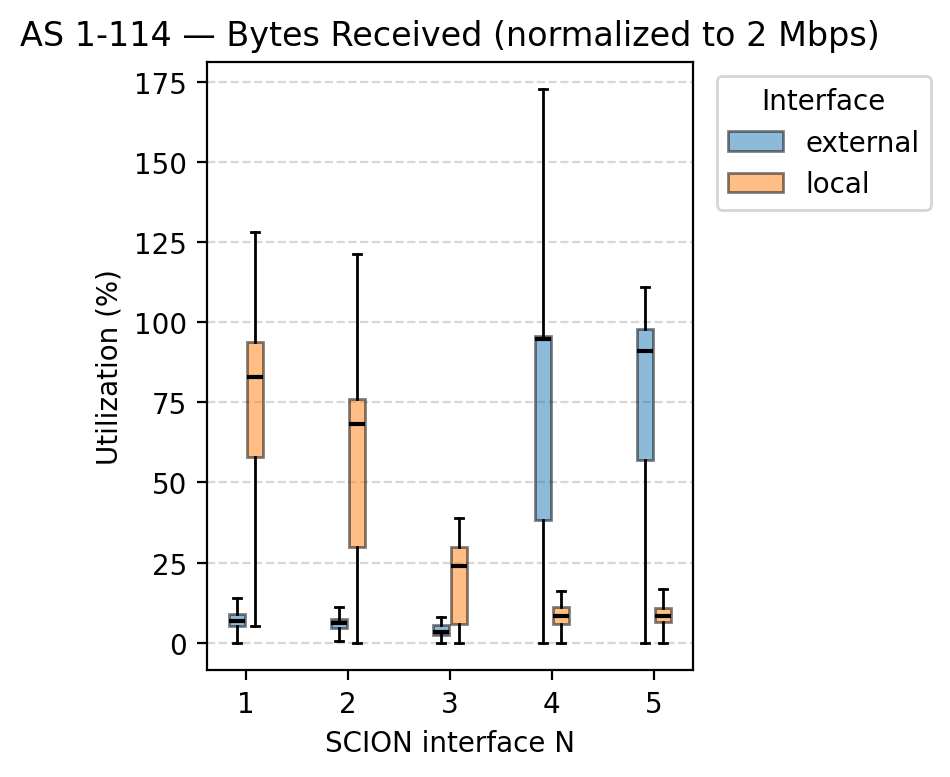 AS 1-114 — Bytes Received (normalized to 2 Mbps)
Interface
external
local
Utilization (%)
175
150
125
100
75
50
25
0
1 2 3 4 5
SCION interface N